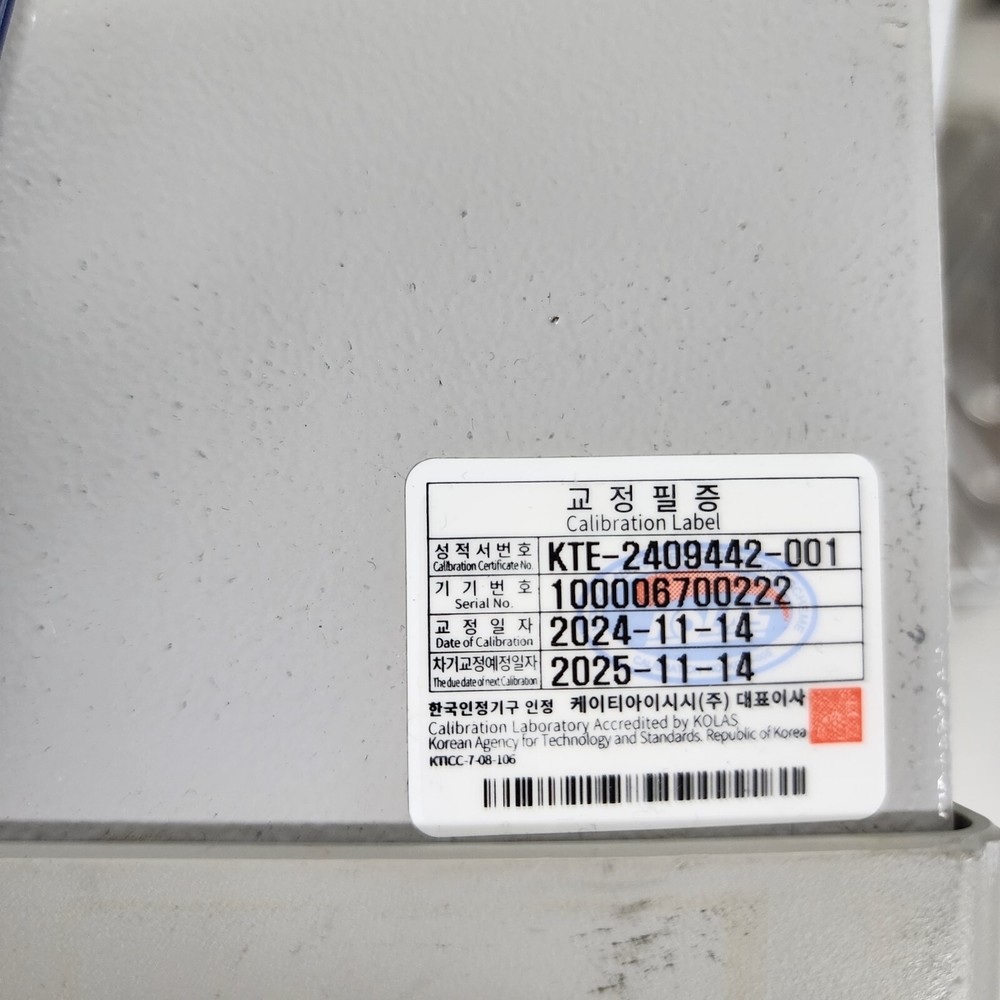 교 정 필 증
Calibration Label
성적서번호 KTE-2409442-001
Calibration Certificate No.
기 기 번 호 100006700222
Serial No.
교 정 일 자 2024-11-14
Date of Calibration
차기교정예정일자 2025-11-14
The due date of next Calibration
한국인정기구 인정 케이티아이시시(주) 대표이사
Calibration Laboratory Accredited by KOLAS
Korean Agency for Technology and Standards. Republic of Korea
KTICC-7-08-106